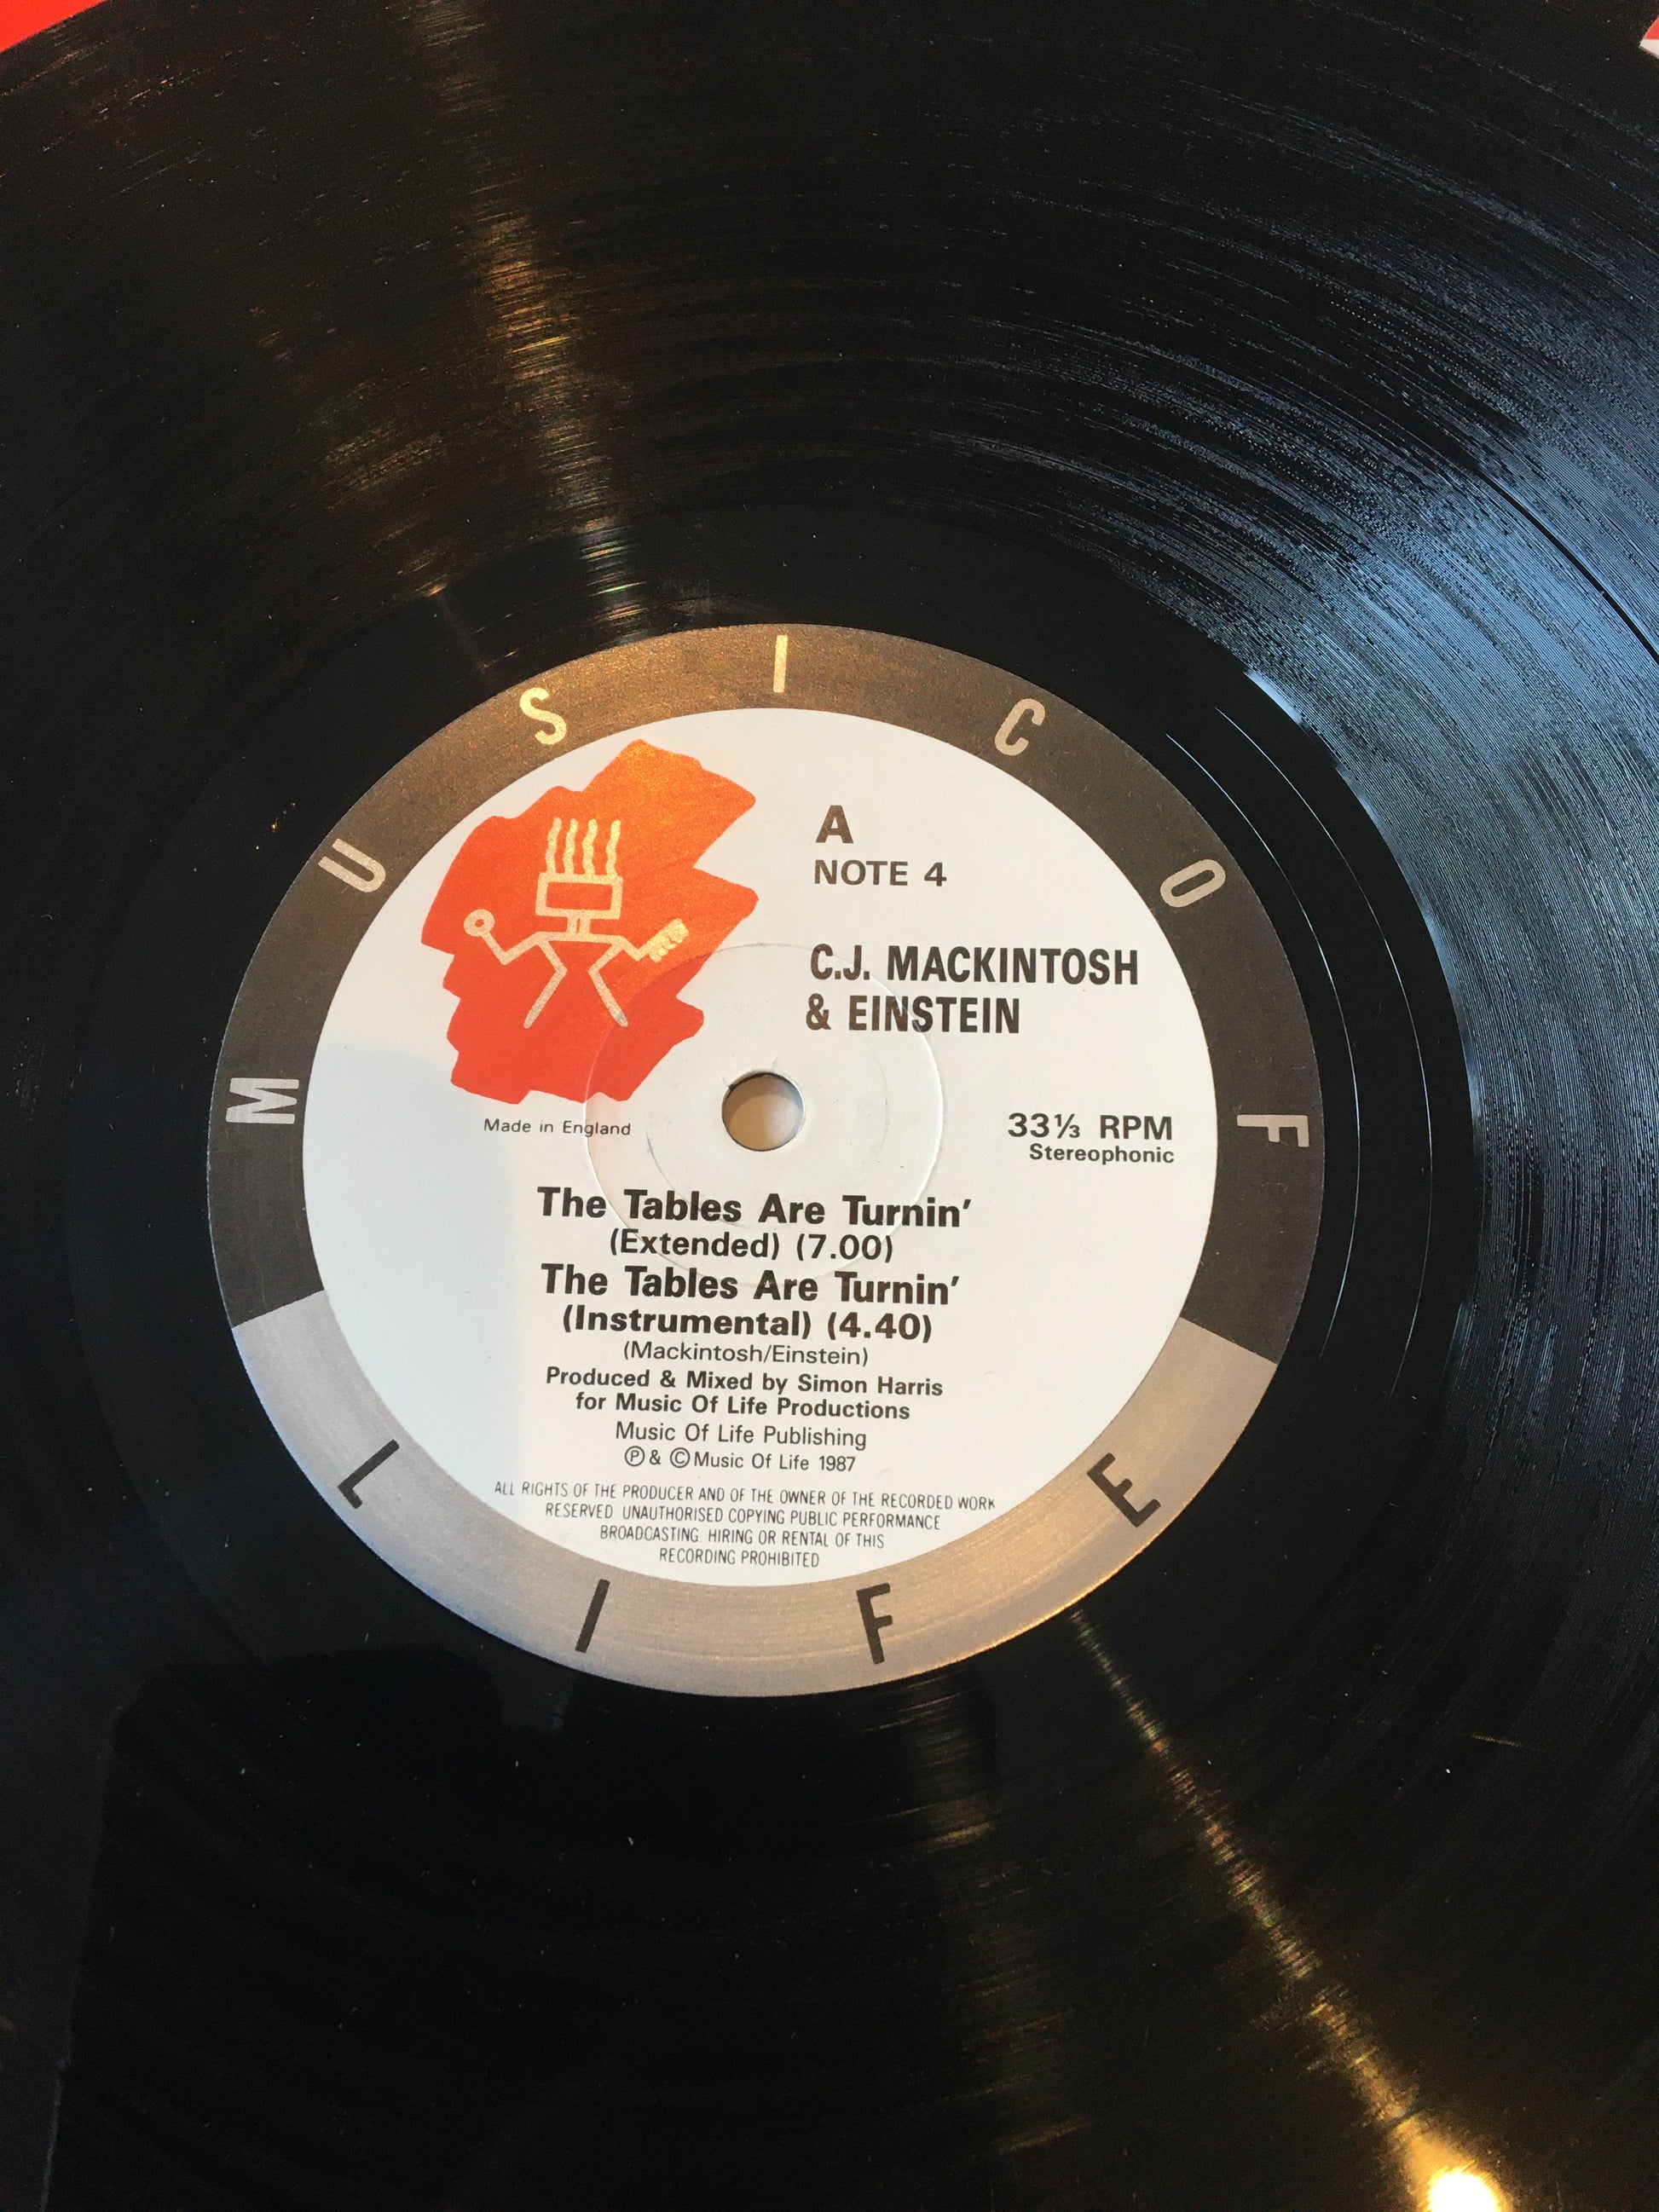 MUSIC OF LIFE
A
NOTE 4
C.J. MACKINTOSH
& EINSTEIN
Made in England
33⅓ RPM
Stereophonic
The Tables Are Turnin'
(Extended) (7.00)
The Tables Are Turnin'
(Instrumental) (4.40)
(Mackintosh/Einstein)
Produced & Mixed by Simon Harris
for Music Of Life Productions
Music Of Life Publishing
Ⓟ & © Music Of Life 1987
ALL RIGHTS OF THE PRODUCER AND OF THE OWNER OF THE RECORDED WORK
RESERVED UNAUTHORISED COPYING PUBLIC PERFORMANCE
BROADCASTING. HIRING OR RENTAL OF THIS
RECORDING PROHIBITED